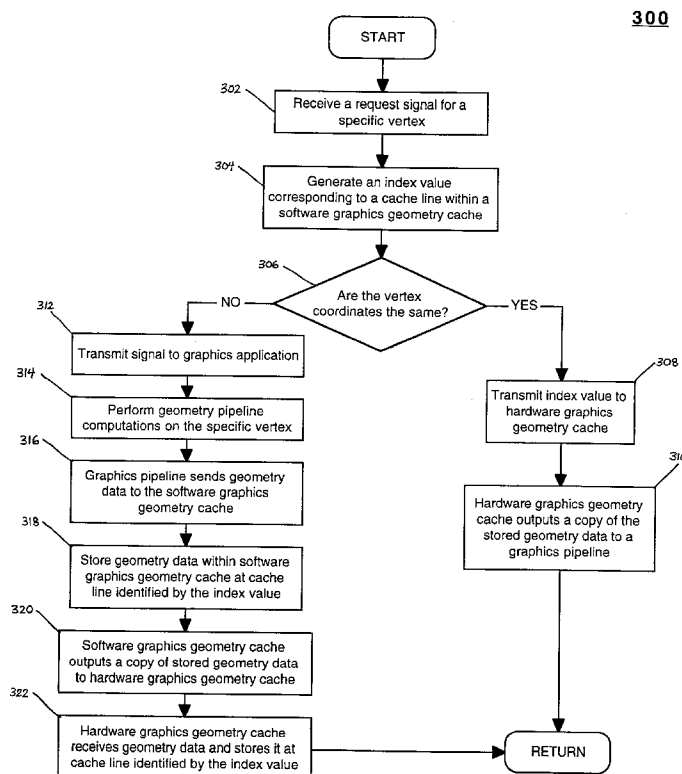 300
START
302
Receive a request signal for a
specific vertex
304
Generate an index value
corresponding to a cache line within a
software graphics geometry cache
306
Are the vertex
coordinates the same?
NO
YES
312
Transmit signal to graphics application
314
Perform geometry pipeline
computations on the specific vertex
316
Graphics pipeline sends geometry
data to the software graphics
geometry cache
318
Store geometry data within software
graphics geometry cache at cache
line identified by the index value
320
Software graphics geometry cache
outputs a copy of stored geometry data
to hardware graphics geometry cache
322
Hardware graphics geometry cache
receives geometry data and stores it at
cache line identified by the index value
308
Transmit index value to
hardware graphics
geometry cache
Hardware graphics geometry
cache outputs a copy of the
stored geometry data to a
graphics pipeline
RETURN